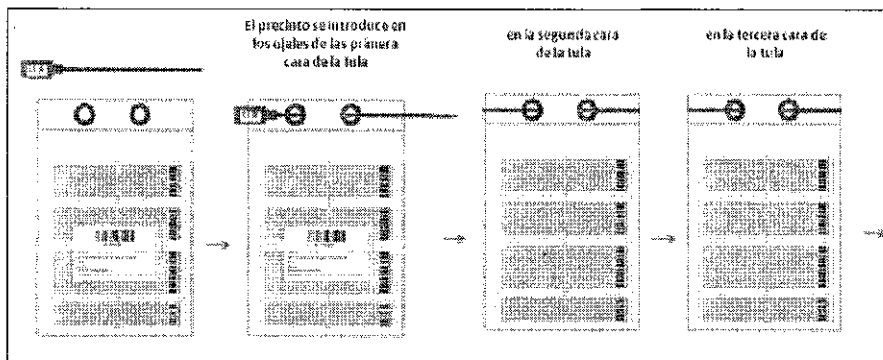 El precinto se introduce en
los ojales de las primera
cara de la tula
en la segunda cara
de la tula
en la tercera cara de
la tula